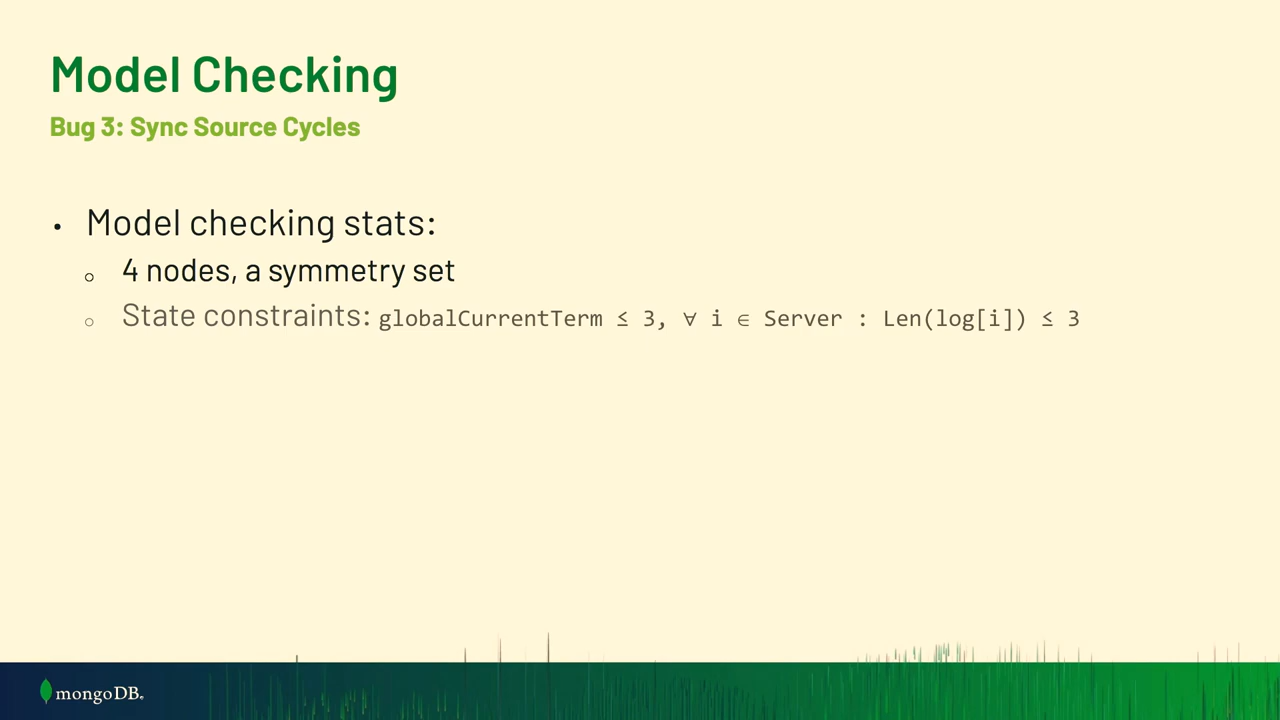 Model Checking
Bug 3: Sync Source Cycles
• Model checking stats:
○ 4 nodes, a symmetry set
○ State constraints: globalCurrentTerm ≤ 3, ∀ i ∈ Server : Len(log[i]) ≤ 3
mongoDB®